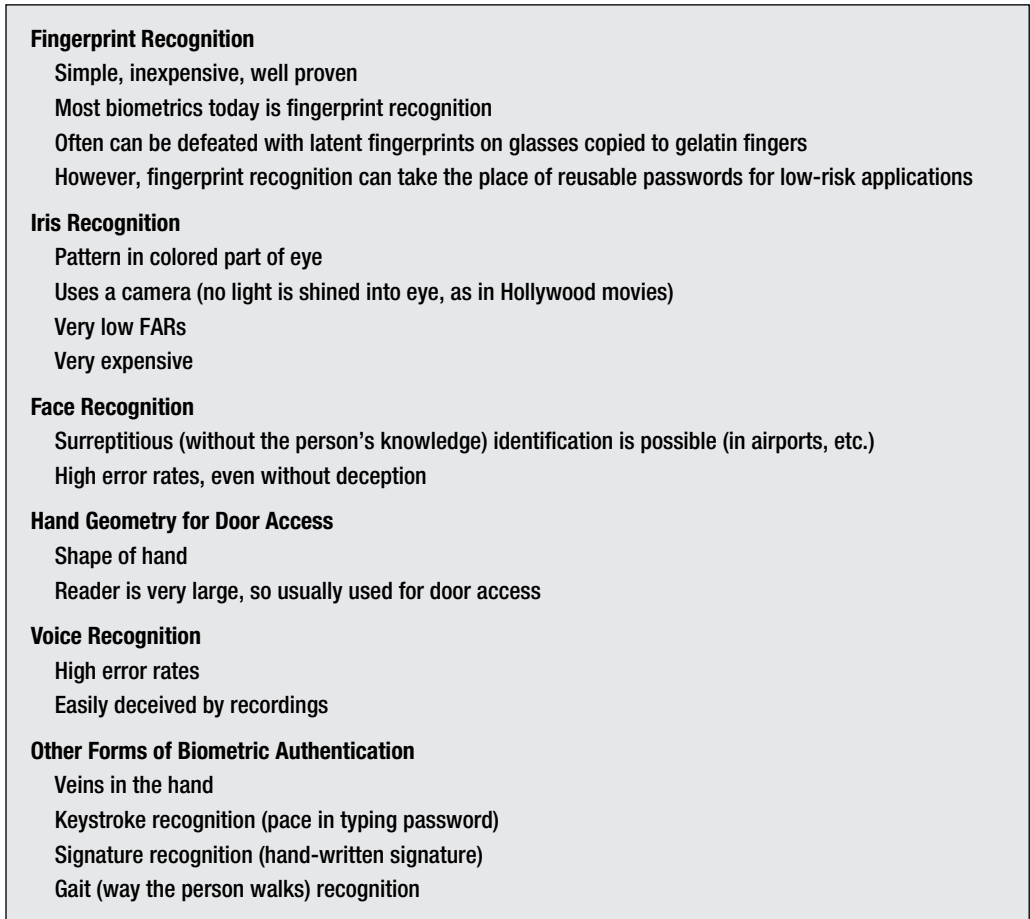 Fingerprint Recognition
Simple, inexpensive, well proven
Most biometrics today is fingerprint recognition
Often can be defeated with latent fingerprints on glasses copied to gelatin fingers
However, fingerprint recognition can take the place of reusable passwords for low-risk applications
Iris Recognition
Pattern in colored part of eye
Uses a camera (no light is shined into eye, as in Hollywood movies)
Very low FARs
Very expensive
Face Recognition
Surreptitious (without the person's knowledge) identification is possible (in airports, etc.)
High error rates, even without deception
Hand Geometry for Door Access
Shape of hand
Reader is very large, so usually used for door access
Voice Recognition
High error rates
Easily deceived by recordings
Other Forms of Biometric Authentication
Veins in the hand
Keystroke recognition (pace in typing password)
Signature recognition (hand-written signature)
Gait (way the person walks) recognition